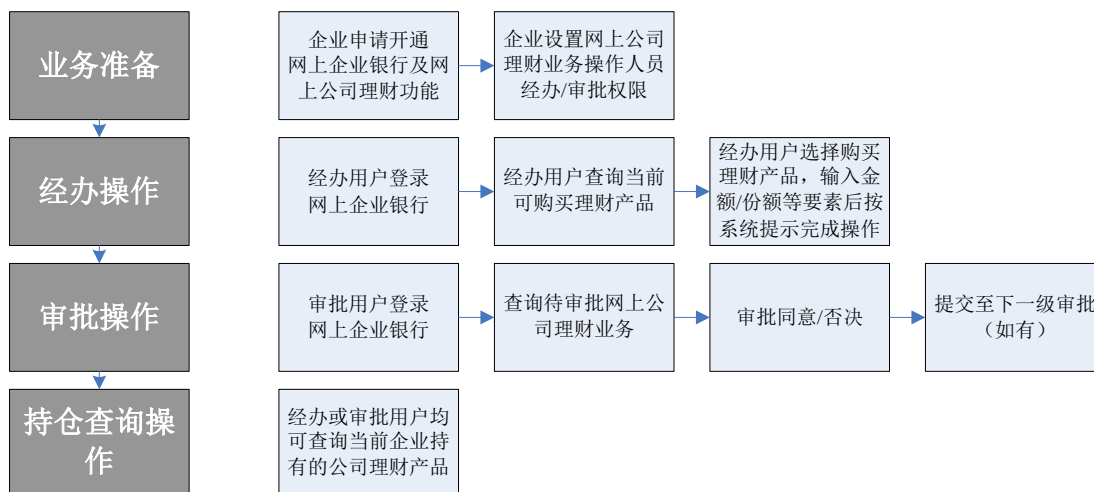 业务准备
企业申请开通
网上企业银行及网
上公司理财功能
企业设置网上公司
理财业务操作人员
经办/审批权限
经办操作
经办用户登录
网上企业银行
经办用户查询当前
可购买理财产品
经办用户选择购买
理财产品，输入金
额/份额等要素后按
系统提示完成操作
审批操作
审批用户登录
网上企业银行
查询待审批网上公
司理财业务
审批同意/否决
提交至下一级审批
（如有）
持仓查询操
作
经办或审批用户均
可查询当前企业持
有的公司理财产品